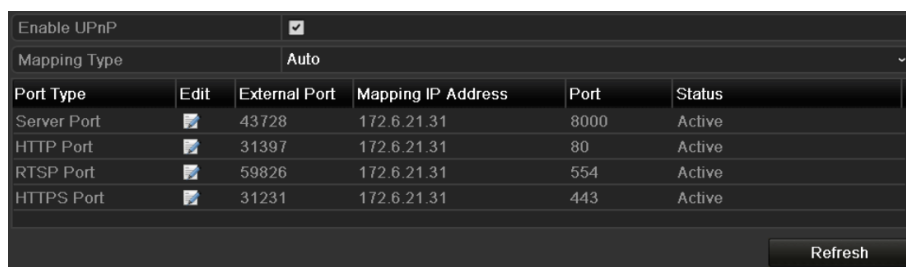 Enable UPnP
Mapping Type Auto
Port Type Edit External Port Mapping IP Address Port Status
Server Port 43728 172.6.21.31 8000 Active
HTTP Port 31397 172.6.21.31 80 Active
RTSP Port 59826 172.6.21.31 554 Active
HTTPS Port 31231 172.6.21.31 443 Active
Refresh